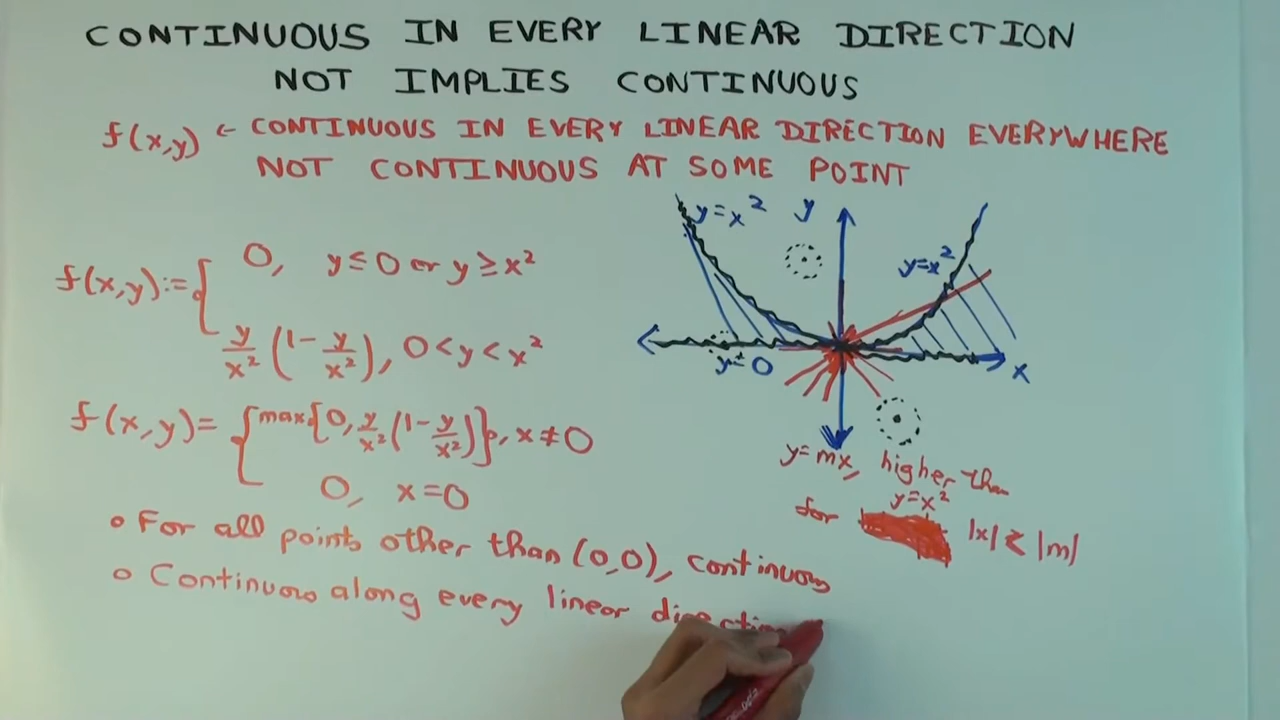 CONTINUOUS IN EVERY LINEAR DIRECTION
NOT IMPLIES CONTINUOUS
f(x,y) ← CONTINUOUS IN EVERY LINEAR DIRECTION EVERYWHERE
NOT CONTINUOUS AT SOME POINT
y=x² y
y=x²
f(x,y) := { 0, y≤0 or y≥x²
y/x² (1 - y/x²), 0<y<x²
y=0
x
f(x,y) = { max{0, y/x² (1 - y/x²)}, x≠0
0, x=0
y=mx, higher than
y=x²
for |x|≤|m|
• For all points other than (0,0), continuous
• Continuous along every linear direction